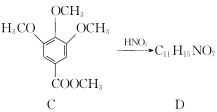 OCH₃
H₃CO OCH₃
HNO₃
C₁₁H₁₅NO₇
COOCH₃
C D